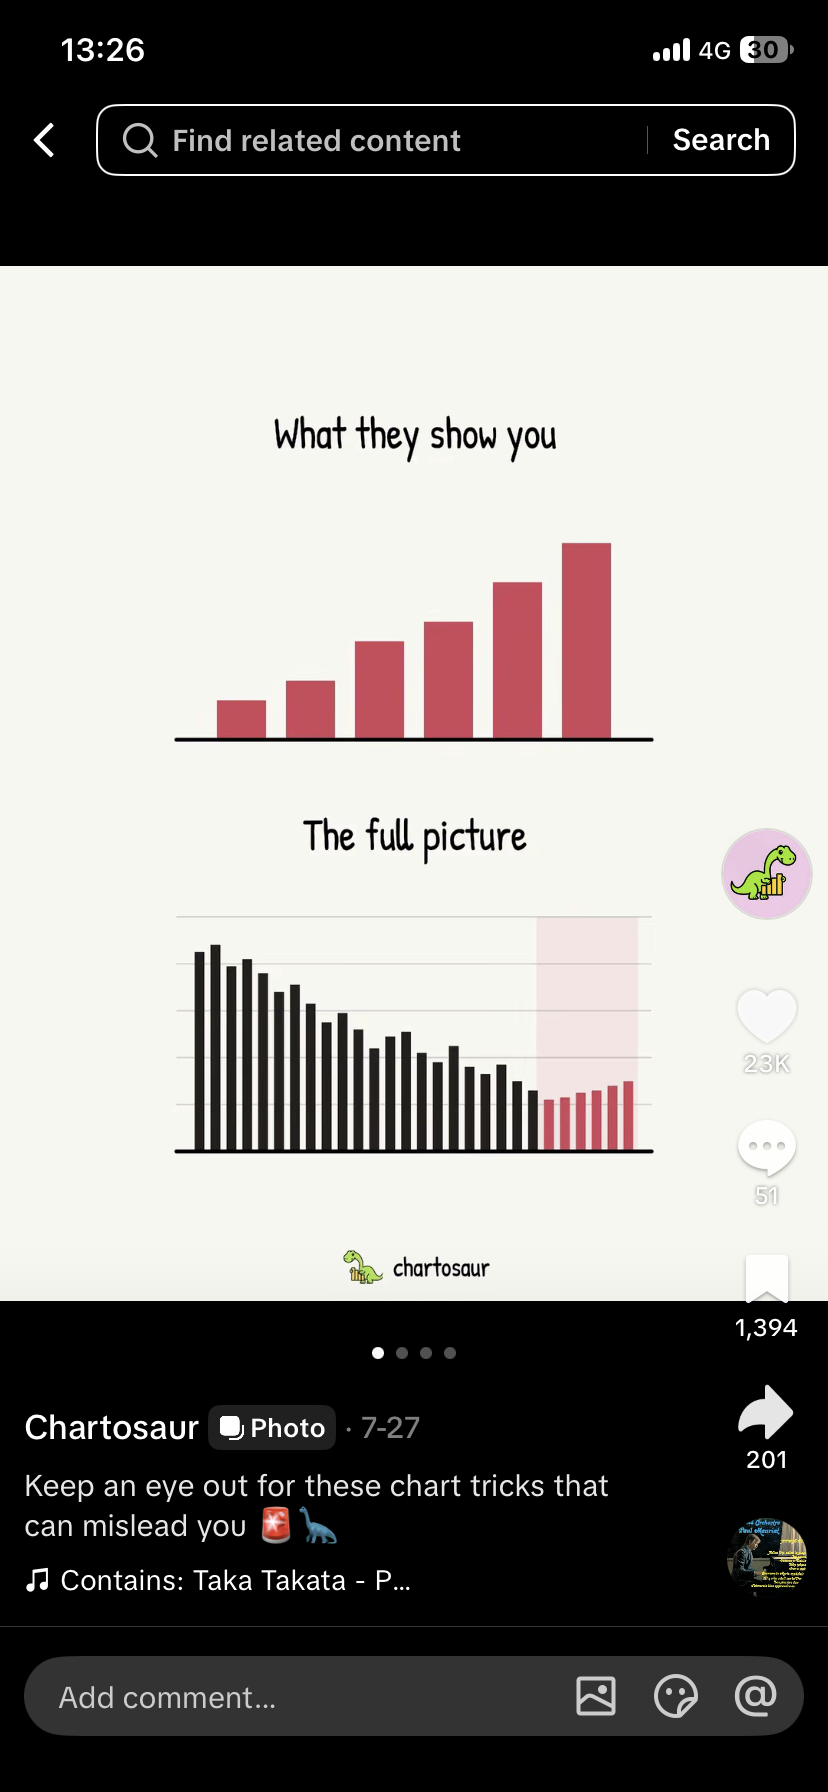 13:26
4G 30
Find related content Search
What they show you
The full picture
23K
51
chartosaur
1,394
Chartosaur Photo · 7-27
201
Keep an eye out for these chart tricks that
can mislead you
Contains: Taka Takata - P...
Add comment...